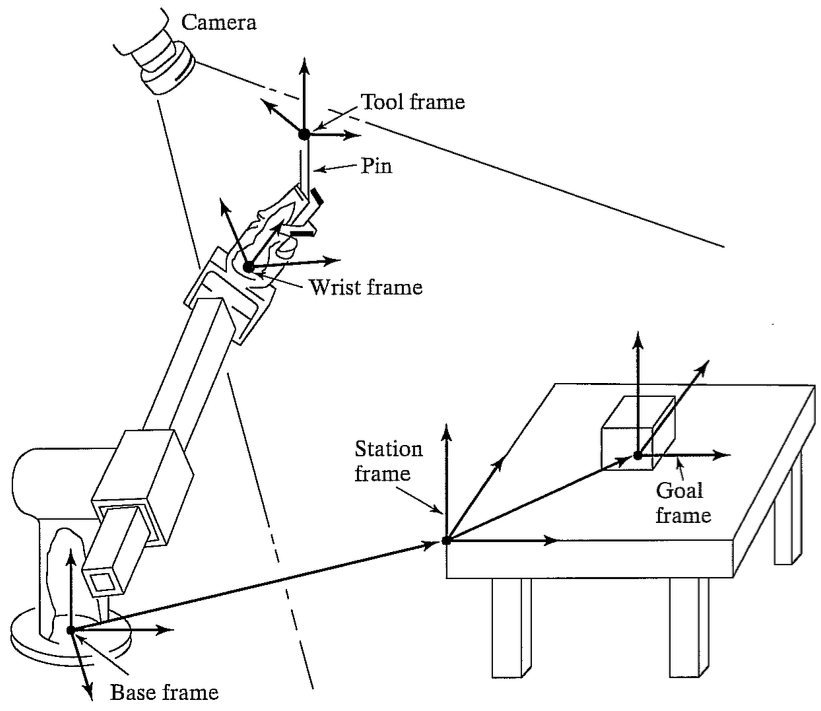 Camera
Tool frame
Pin
Wrist frame
Station
frame
Goal
frame
Base frame